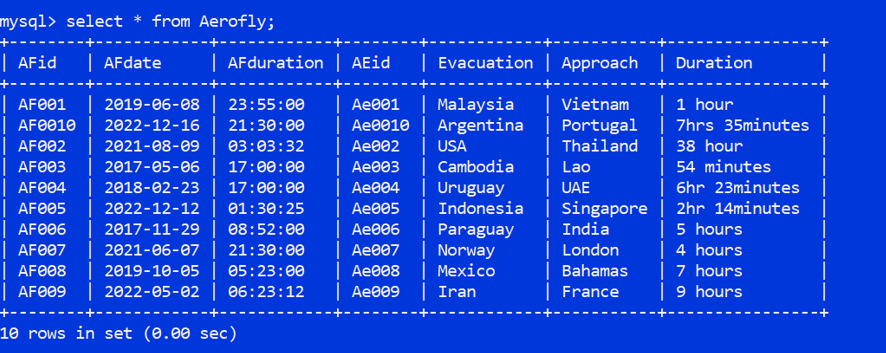 mysql> select * from Aerofly;
+--------+------------+------------+--------+------------+-----------+----------------+
| AFid   | AFdate     | AFduration | AEid   | Evacuation | Approach  | Duration       |
+--------+------------+------------+--------+------------+-----------+----------------+
| AF001  | 2019-06-08 | 23:55:00   | Ae001  | Malaysia   | Vietnam   | 1 hour         |
| AF0010 | 2022-12-16 | 21:30:00   | Ae0010 | Argentina  | Portugal  | 7hrs 35minutes |
| AF002  | 2021-08-09 | 03:03:32   | Ae002  | USA        | Thailand  | 38 hour        |
| AF003  | 2017-05-06 | 17:00:00   | Ae003  | Cambodia   | Lao       | 54 minutes     |
| AF004  | 2018-02-23 | 17:00:00   | Ae004  | Uruguay    | UAE       | 6hr 23minutes  |
| AF005  | 2022-12-12 | 01:30:25   | Ae005  | Indonesia  | Singapore | 2hr 14minutes  |
| AF006  | 2017-11-29 | 08:52:00   | Ae006  | Paraguay   | India     | 5 hours        |
| AF007  | 2021-06-07 | 21:30:00   | Ae007  | Norway     | London    | 4 hours        |
| AF008  | 2019-10-05 | 05:23:00   | Ae008  | Mexico     | Bahamas   | 7 hours        |
| AF009  | 2022-05-02 | 06:23:12   | Ae009  | Iran       | France    | 9 hours        |
+--------+------------+------------+--------+------------+-----------+----------------+
10 rows in set (0.00 sec)